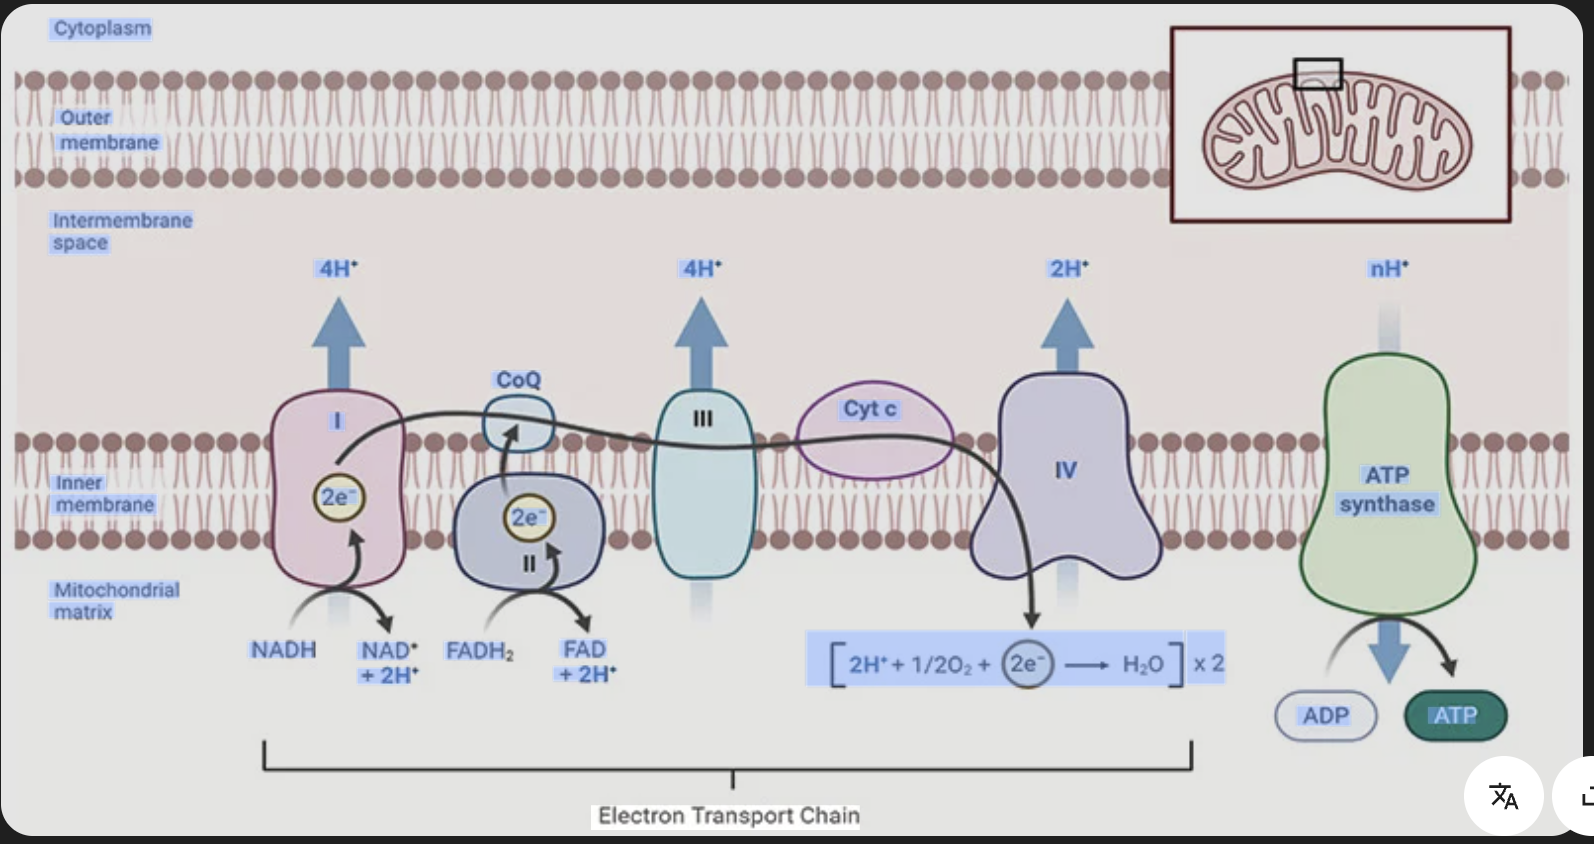 Cytoplasm
Outer
membrane
Intermembrane
space
4H⁺
4H⁺
2H⁺
nH⁺
CoQ
I
III
Cyt c
IV
ATP
synthase
Inner
membrane
2e⁻
2e⁻
II
Mitochondrial
matrix
NADH
NAD⁺
+ 2H⁺
FADH₂
FAD
+ 2H⁺
[2H⁺ + 1/2O₂ + 2e⁻ → H₂O] x 2
ADP
ATP
Electron Transport Chain